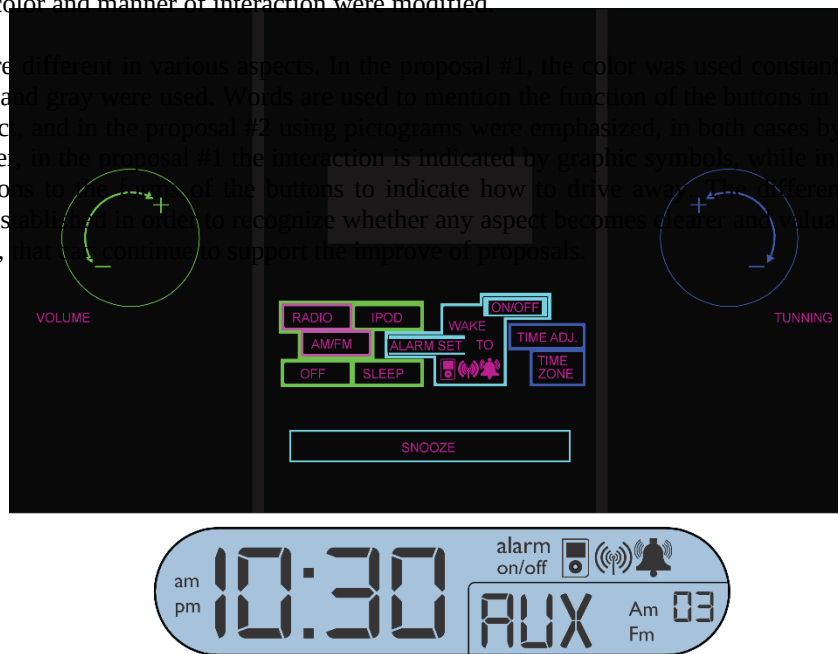 color and manner of interaction were modified.
re different in various aspects. In the proposal #1, the color was used constant
and gray were used. Words are used to mention the function of the buttons in
ct, and in the proposal #2 using pictograms were emphasized, in both cases by
er, in the proposal #1 the interaction is indicated by graphic symbols, while in
ons to the forms of the buttons to indicate how to drive away. The differen
established in order to recognize whether any aspect becomes clearer and valua
, that can continue to support the improve of proposals.
+
−
+
−
VOLUME
TUNNING
RADIO IPOD
ON/OFF
WAKE
AM/FM
ALARM SET TO
TIME ADJ.
OFF SLEEP
TIME
ZONE
SNOOZE
am
pm
10:30
alarm
on/off
AUX
Am
Fm
03